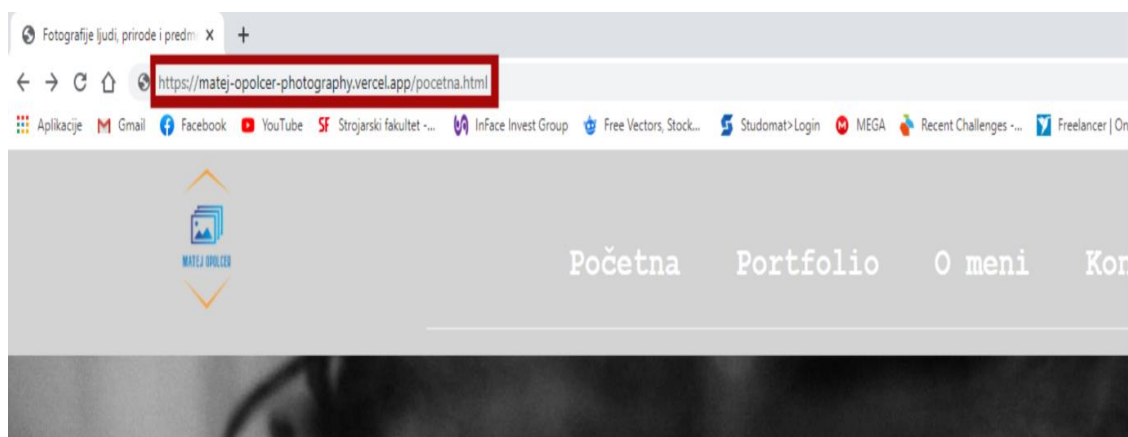 Fotografije ljudi, prirode i predm
https://matej-opolcer-photography.vercel.app/pocetna.html
Aplikacije Gmail Facebook YouTube SF Strojarski fakultet -... InFace Invest Group Free Vectors, Stock... Studomat>Login MEGA Recent Challenges -... Freelancer | On
MATEJ OPOLCER
Početna Portfolio O meni Kon